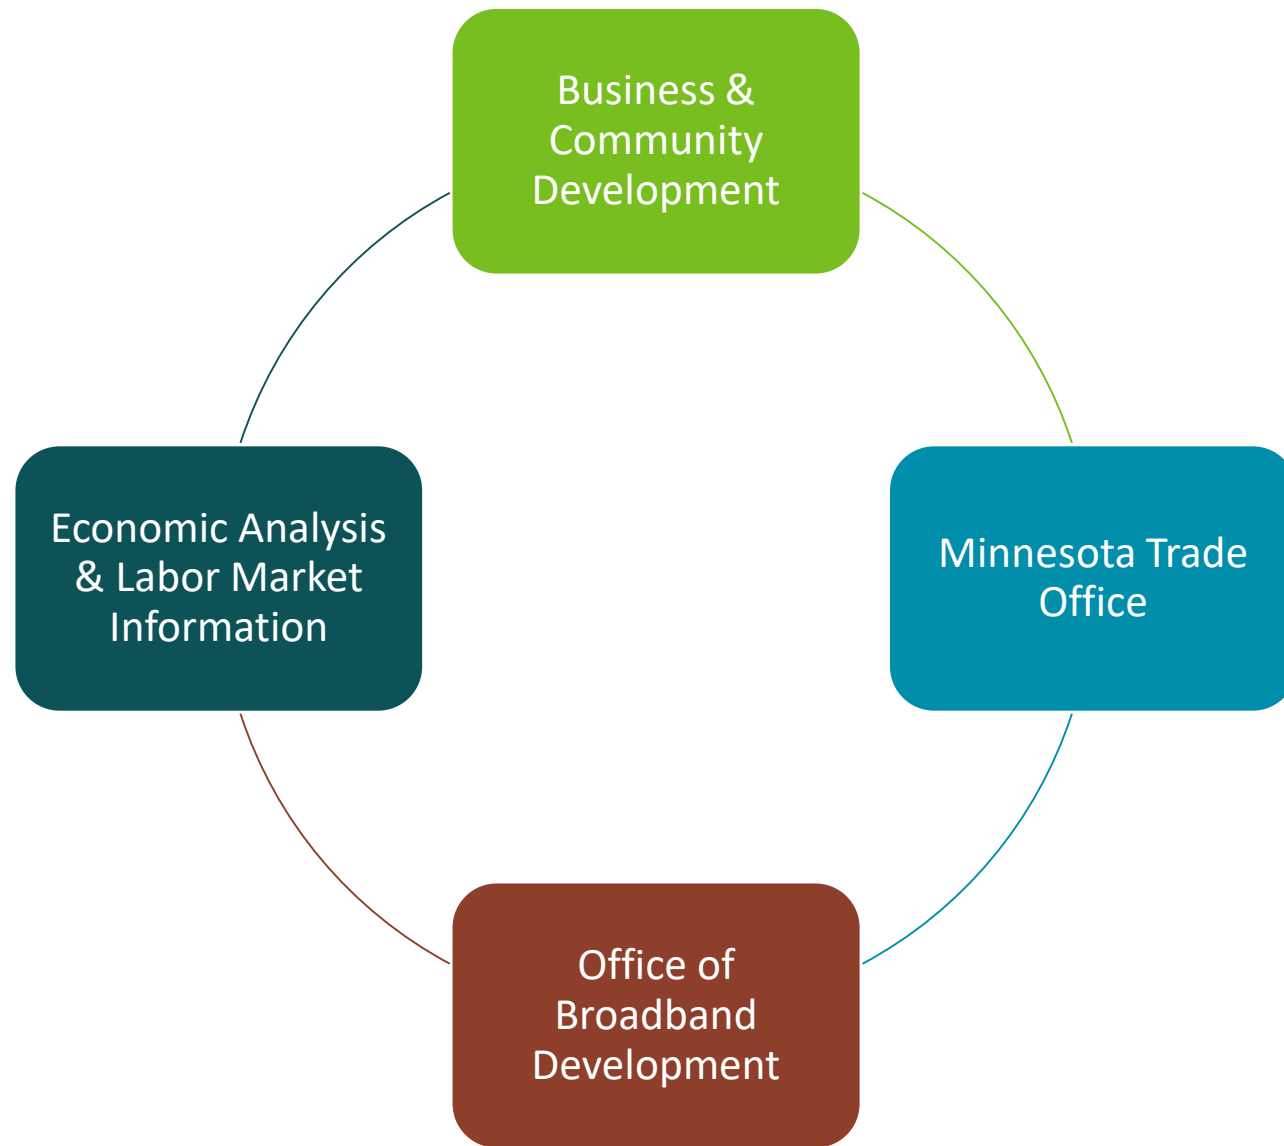 Business &
Community
Development
Economic Analysis
& Labor Market
Information
Minnesota Trade
Office
Office of
Broadband
Development